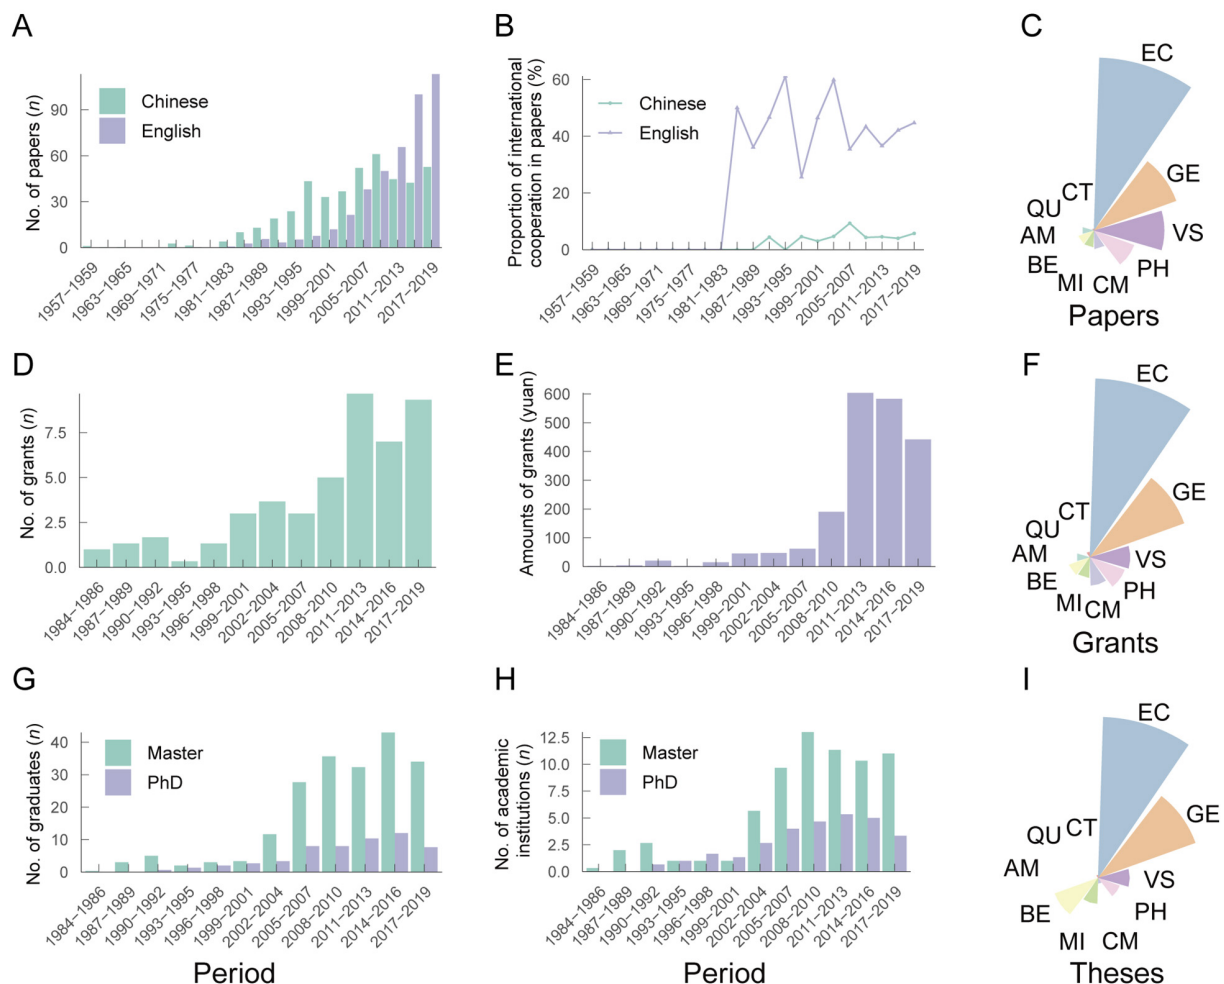 A
No. of papers (n)
90
60
30
0
Chinese
English
1957–1959
1963–1965
1969–1971
1975–1977
1981–1983
1987–1989
1993–1995
1999–2001
2005–2007
2011–2013
2017–2019
B
Proportion of international
cooperation in papers (%)
60
40
20
0
Chinese
English
1957–1959
1963–1965
1969–1971
1975–1977
1981–1983
1987–1989
1993–1995
1999–2001
2005–2007
2011–2013
2017–2019
C
EC
GE
VS
PH
CM
MI
BE
AM
QU
CT
Papers
D
No. of grants (n)
7.5
5.0
2.5
0.0
1984–1986
1987–1989
1990–1992
1993–1995
1996–1998
1999–2001
2002–2004
2005–2007
2008–2010
2011–2013
2014–2016
2017–2019
E
Amounts of grants (yuan)
600
500
400
300
200
100
0
1984–1986
1987–1989
1990–1992
1993–1995
1996–1998
1999–2001
2002–2004
2005–2007
2008–2010
2011–2013
2014–2016
2017–2019
F
EC
GE
VS
PH
CM
MI
BE
AM
QU
CT
Grants
G
No. of graduates (n)
40
30
20
10
0
Master
PhD
1984–1986
1987–1989
1990–1992
1993–1995
1996–1998
1999–2001
2002–2004
2005–2007
2008–2010
2011–2013
2014–2016
2017–2019
Period
H
No. of academic
institutions (n)
12.5
10.0
7.5
5.0
2.5
0.0
Master
PhD
1984–1986
1987–1989
1990–1992
1993–1995
1996–1998
1999–2001
2002–2004
2005–2007
2008–2010
2011–2013
2014–2016
2017–2019
Period
I
EC
GE
VS
PH
CM
MI
BE
AM
QU
CT
Theses